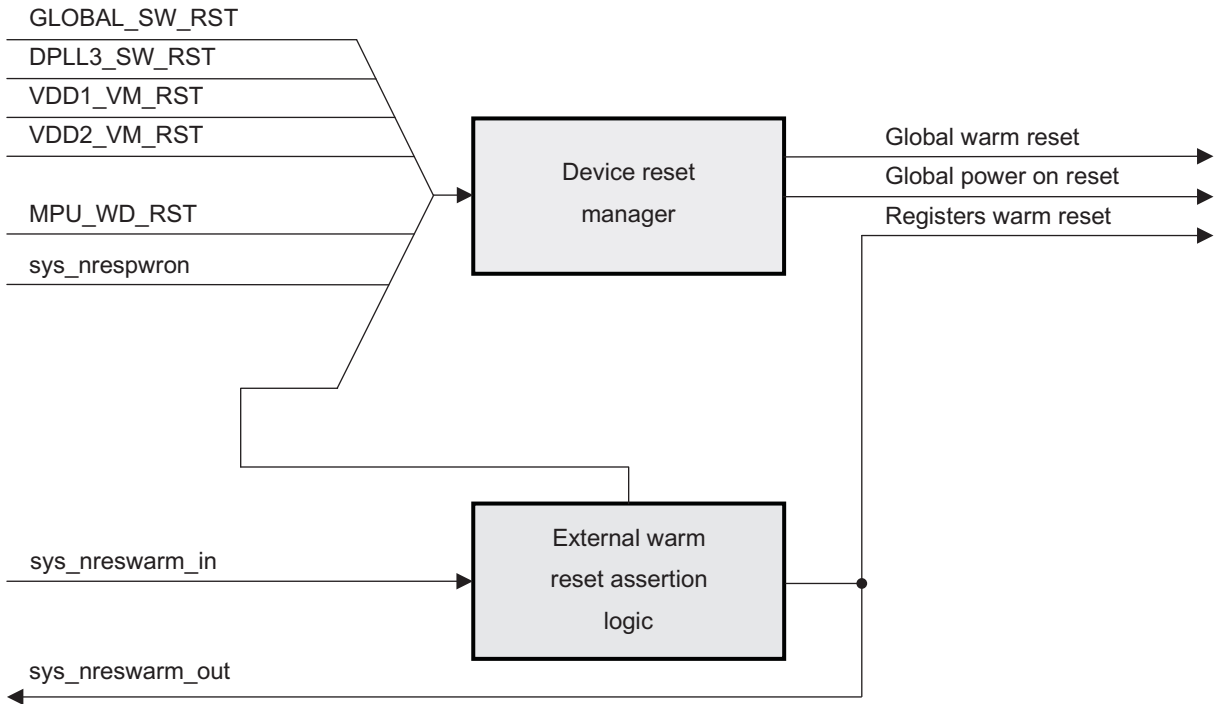 GLOBAL_SW_RST
DPLL3_SW_RST
VDD1_VM_RST
VDD2_VM_RST
MPU_WD_RST
sys_nrespwron
Device reset
manager
Global warm reset
Global power on reset
Registers warm reset
sys_nreswarm_in
External warm
reset assertion
logic
sys_nreswarm_out